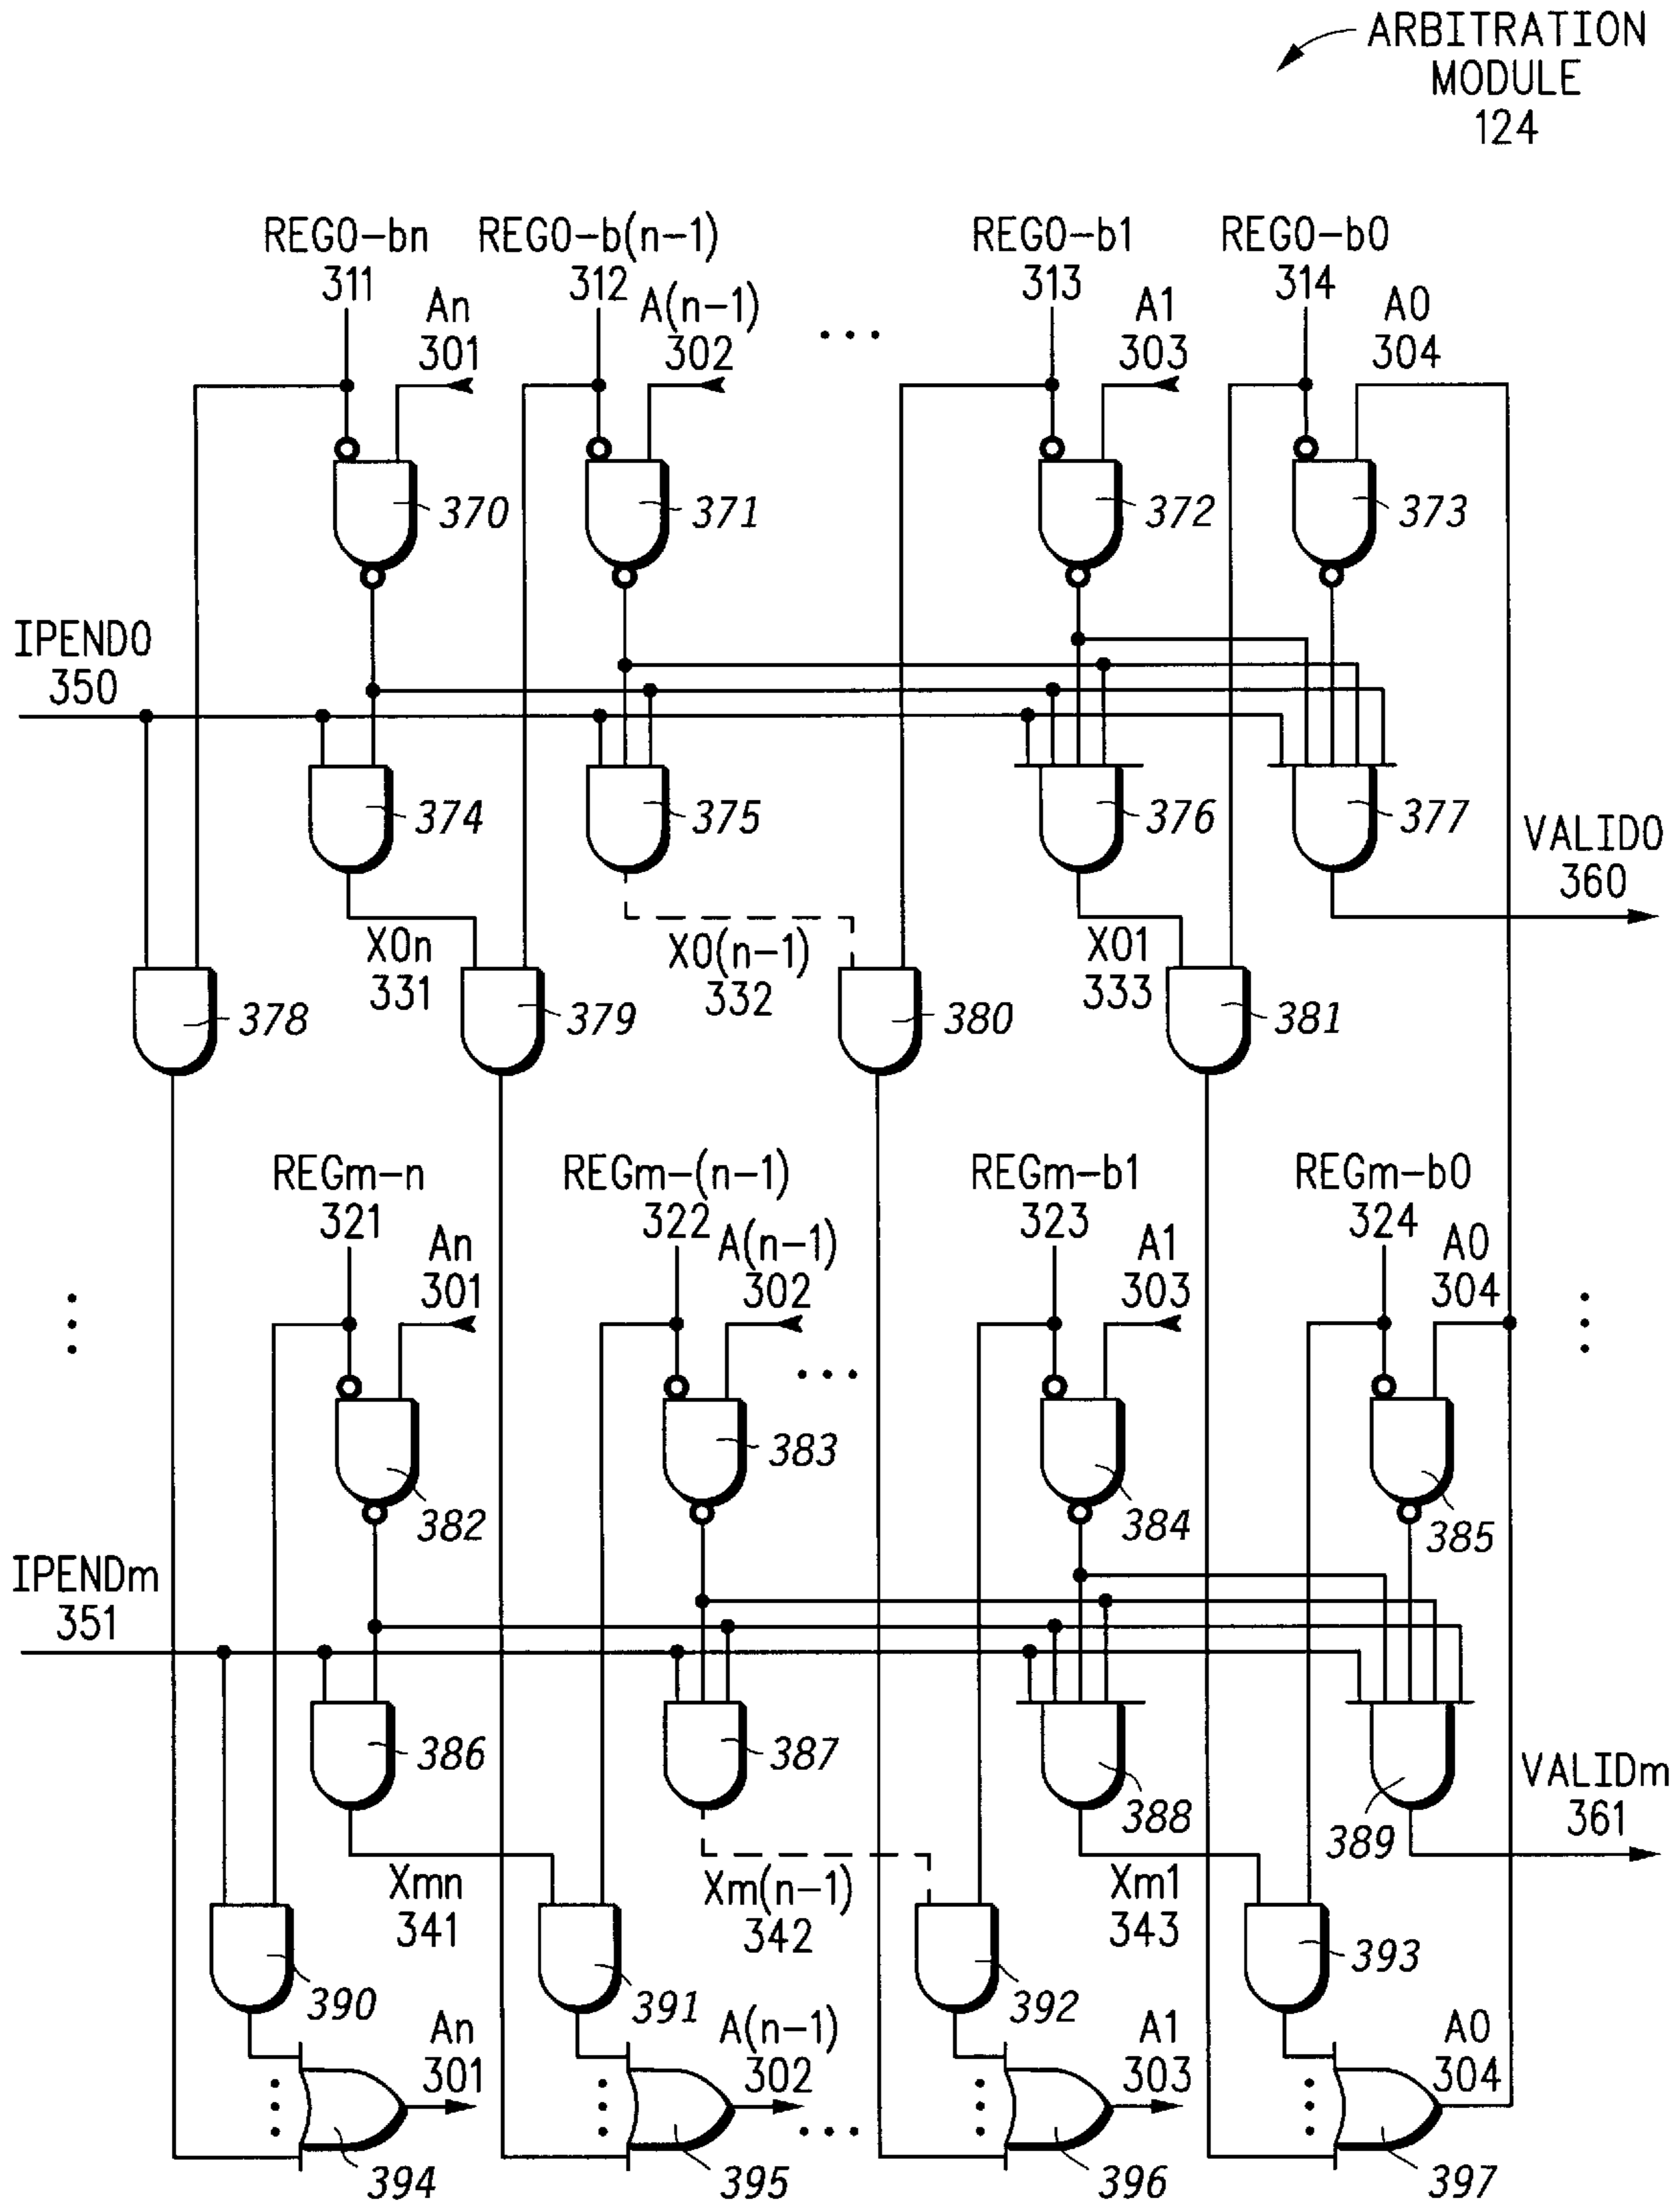 ARBITRATION
MODULE
124
REG0-bn
311
REG0-b(n-1)
312
REG0-b1
313
REG0-b0
314
An
301
A(n-1)
302
A1
303
A0
304
370
371
372
373
IPEND0
350
374
375
376
377
VALID0
360
X0n
331
X0(n-1)
332
X01
333
378
379
380
381
REGm-n
321
REGm-(n-1)
322
REGm-b1
323
REGm-b0
324
An
301
A(n-1)
302
A1
303
A0
304
382
383
384
385
IPENDm
351
386
387
388
389
VALIDm
361
Xmn
341
Xm(n-1)
342
Xm1
343
390
391
392
393
An
301
A(n-1)
302
A1
303
A0
304
394
395
396
397